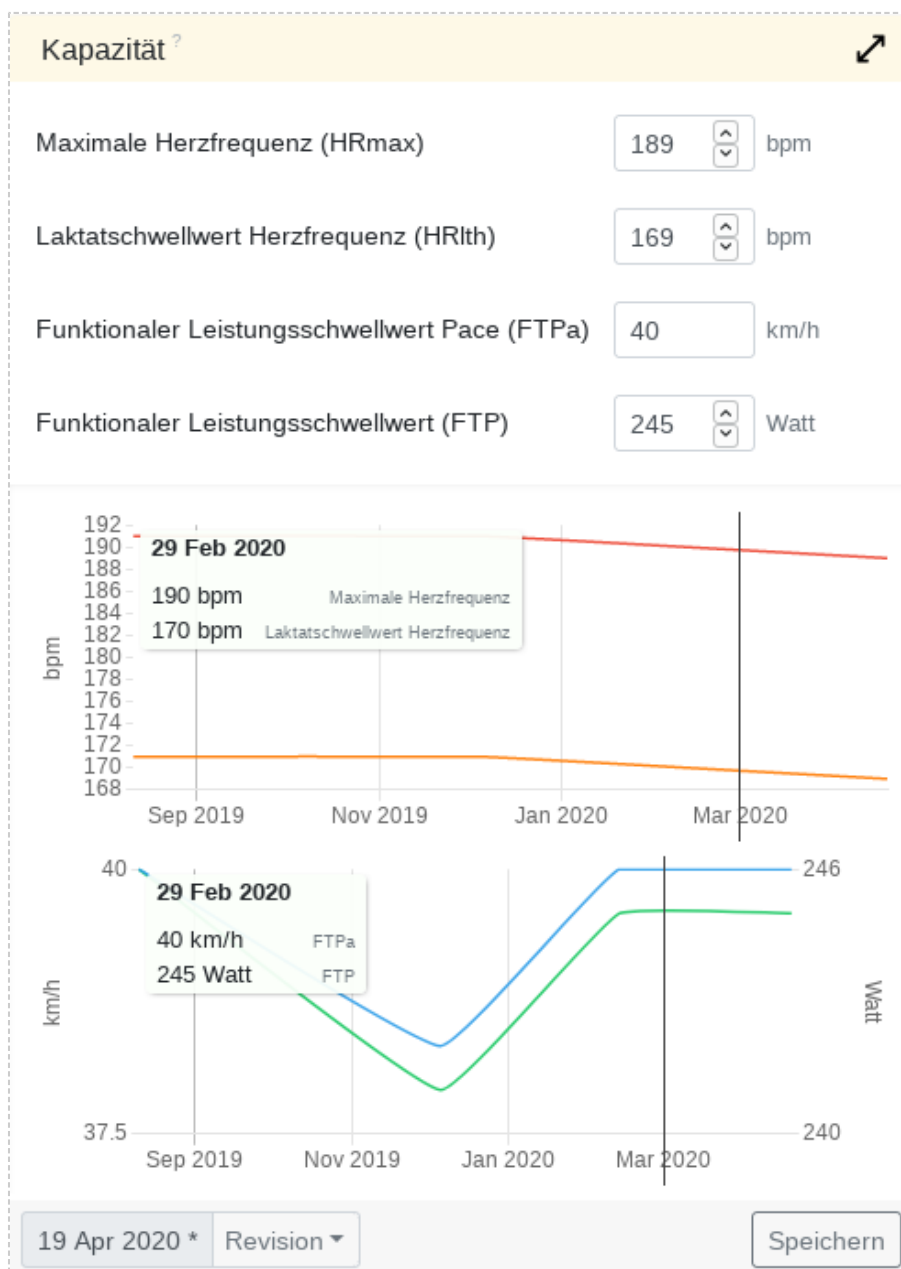 Kapazität ?
Maximale Herzfrequenz (HRmax) 189 bpm
Laktatschwellwert Herzfrequenz (HRlth) 169 bpm
Funktionaler Leistungsschwellwert Pace (FTPa) 40 km/h
Funktionaler Leistungsschwellwert (FTP) 245 Watt
192
190
188
186
184
182
180
178
176
174
172
170
168
bpm
29 Feb 2020
190 bpm Maximale Herzfrequenz
170 bpm Laktatschwellwert Herzfrequenz
Sep 2019 Nov 2019 Jan 2020 Mar 2020
40 246
29 Feb 2020
40 km/h FTPa
245 Watt FTP
km/h Watt
37.5 240
Sep 2019 Nov 2019 Jan 2020 Mar 2020
19 Apr 2020 * Revision Speichern